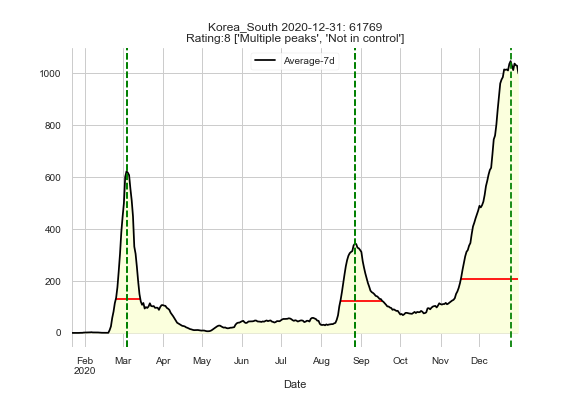 Korea_South 2020-12-31: 61769
Rating:8 ['Multiple peaks', 'Not in control']
Average-7d
1000
800
600
400
200
0
Feb Mar Apr May Jun Jul Aug Sep Oct Nov Dec
2020
Date